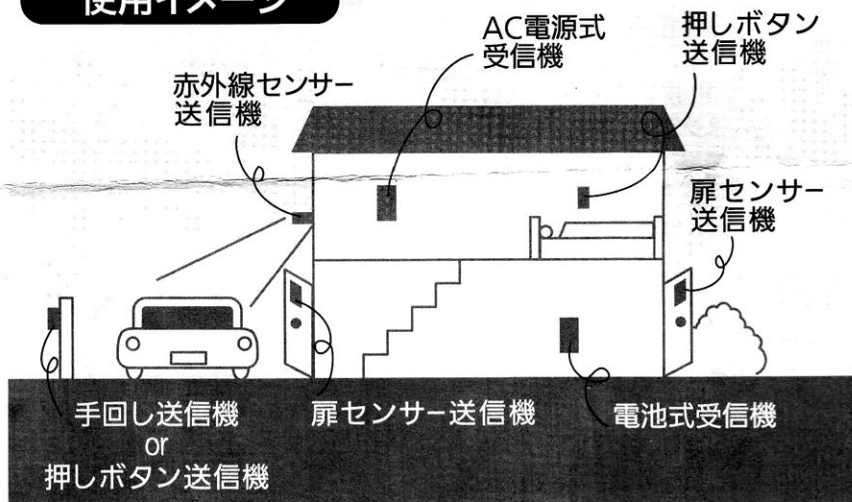 使用イメージ
AC電源式
受信機
押しボタン
送信機
赤外線センサー
送信機
扉センサー
送信機
手回し送信機
or
押しボタン送信機
扉センサー送信機
電池式受信機